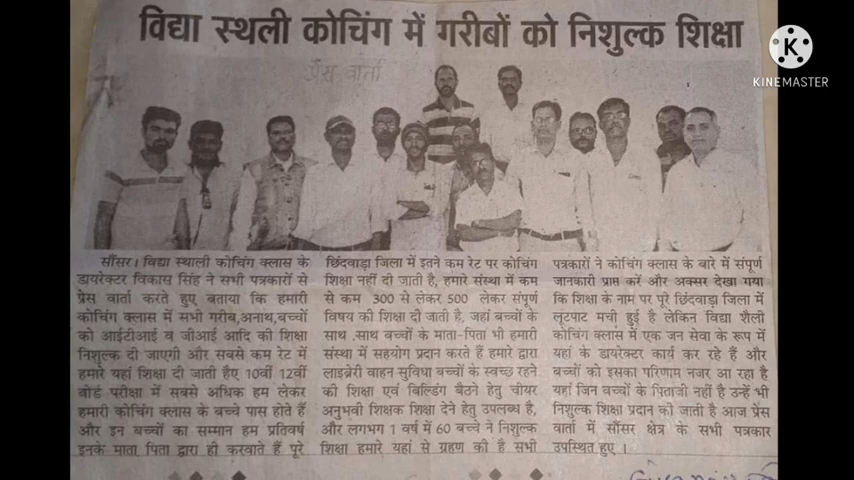 विद्या स्थली कोचिंग में गरीबों को निशुल्क शिक्षा
प्रेस वार्ता
KINEMASTER
सौंसर। विद्या स्थाली कोचिंग क्लास के
डायरेक्टर विकास सिंह ने सभी पत्रकारों से
प्रेस वार्ता करते हुए बताया कि हमारी
कोचिंग क्लास में सभी गरीब,अनाथ,बच्चों
को आईटीआई व जीआई आदि की शिक्षा
निशुल्क दी जाएगी और सबसे कम रेट में
हमारे यहां शिक्षा दी जाती हैए 10वीं 12वीं
बोर्ड परीक्षा में सबसे अधिक हम लेकर
हमारी कोचिंग क्लास के बच्चे पास होते हैं
और इन बच्चों का सम्मान हम प्रतिवर्ष
इनके माता पिता द्वारा ही करवाते हैं पूरे
छिंदवाड़ा जिला में इतने कम रेट पर कोचिंग
शिक्षा नहीं दी जाती है, हमारे संस्था में कम
से कम 300 से लेकर 500 लेकर संपूर्ण
विषय की शिक्षा दी जाती है, जहां बच्चों के
साथ ,साथ बच्चों के माता-पिता भी हमारी
संस्था में सहयोग प्रदान करते हैं हमारे द्वारा
लाइब्रेरी वाहन सुविधा बच्चों के स्वच्छ रहने
की शिक्षा एवं बिल्डिंग बैठने हेतु चीयर
अनुभवी शिक्षक शिक्षा देने हेतु उपलब्ध है,
और लगभग 1 वर्ष में 60 बच्चे ने निशुल्क
शिक्षा हमारे यहां से ग्रहण की है सभी
पत्रकारों ने कोचिंग क्लास के बारे में संपूर्ण
जानकारी प्राप्त करें और अक्सर देखा गया
कि शिक्षा के नाम पर पूरे छिंदवाड़ा जिला में
लूटपाट मची हुई है लेकिन विद्या शैली
कोचिंग क्लास में एक जन सेवा के रूप में
यहां के डायरेक्टर कार्य कर रहे हैं और
बच्चों को इसका परिणाम नजर आ रहा है
यहां जिन बच्चों के पिताजी नहीं है उन्हें भी
निशुल्क शिक्षा प्रदान की जाती है आज प्रेस
वार्ता में सौंसर क्षेत्र के सभी पत्रकार
उपस्थित हुए ।